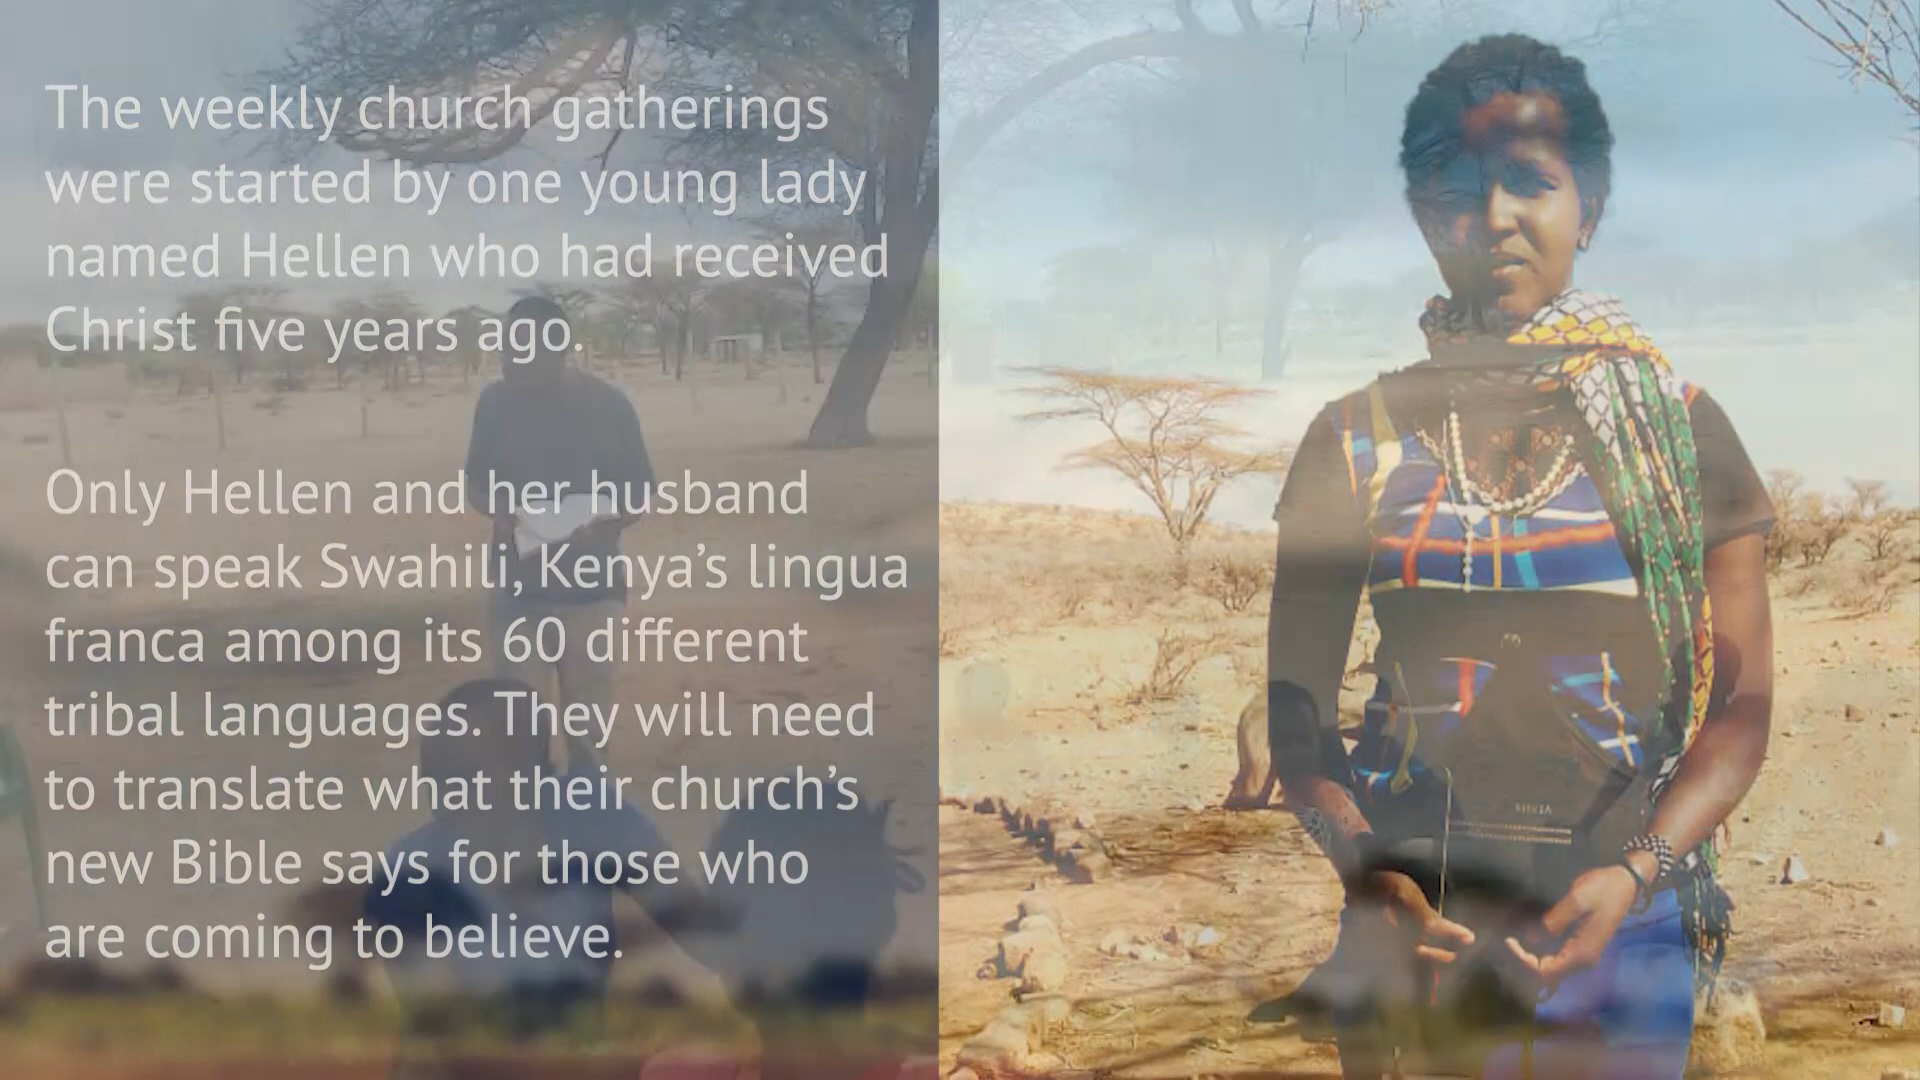 The weekly church gatherings
were started by one young lady
named Hellen who had received
Christ five years ago.
Only Hellen and her husband
can speak Swahili, Kenya’s lingua
franca among its 60 different
tribal languages. They will need
to translate what their church’s
new Bible says for those who
are coming to believe.